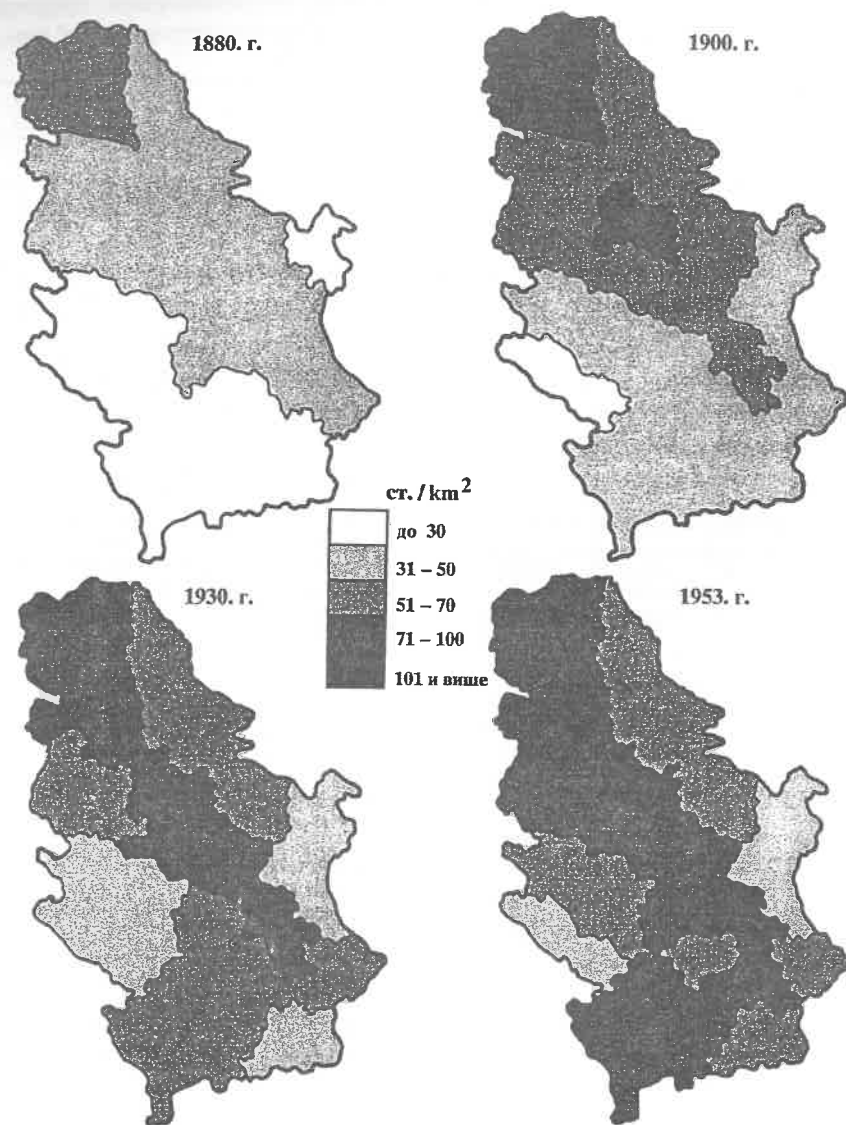 1880. г.
1900. г.
ст. / km²
до 30
31 – 50
51 – 70
71 – 100
101 и више
1930. г.
1953. г.